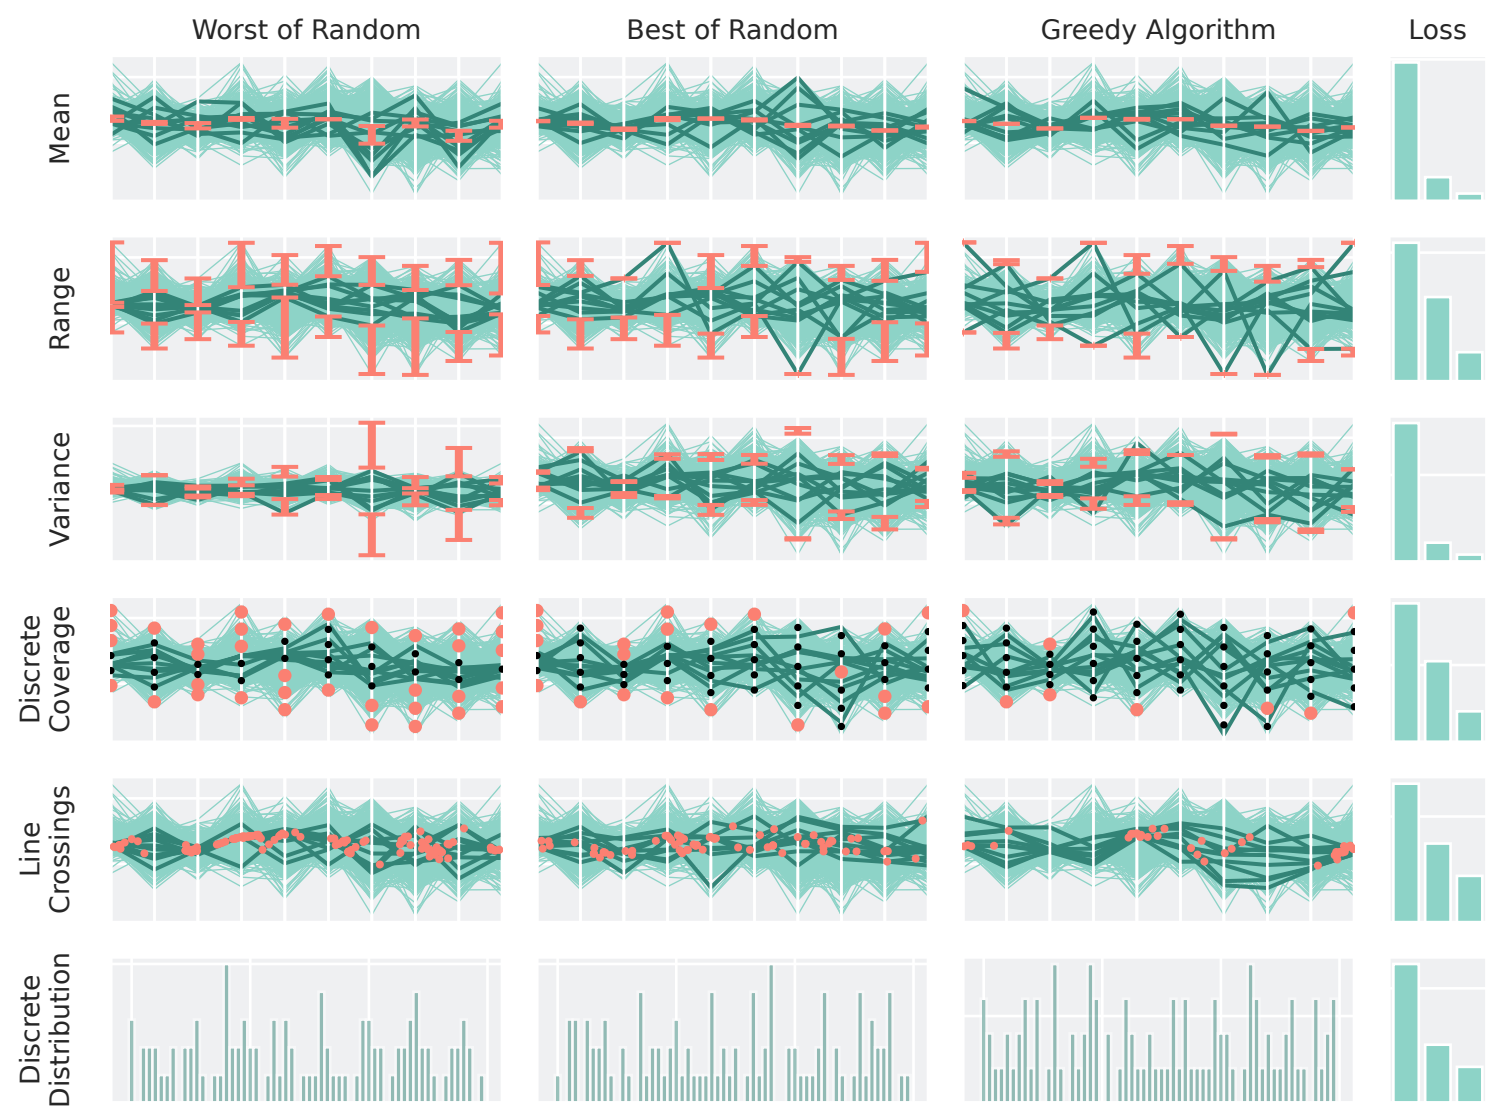 Worst of Random
Best of Random
Greedy Algorithm
Loss
Mean
Range
Variance
Discrete
Coverage
Line
Crossings
Discrete
Distribution